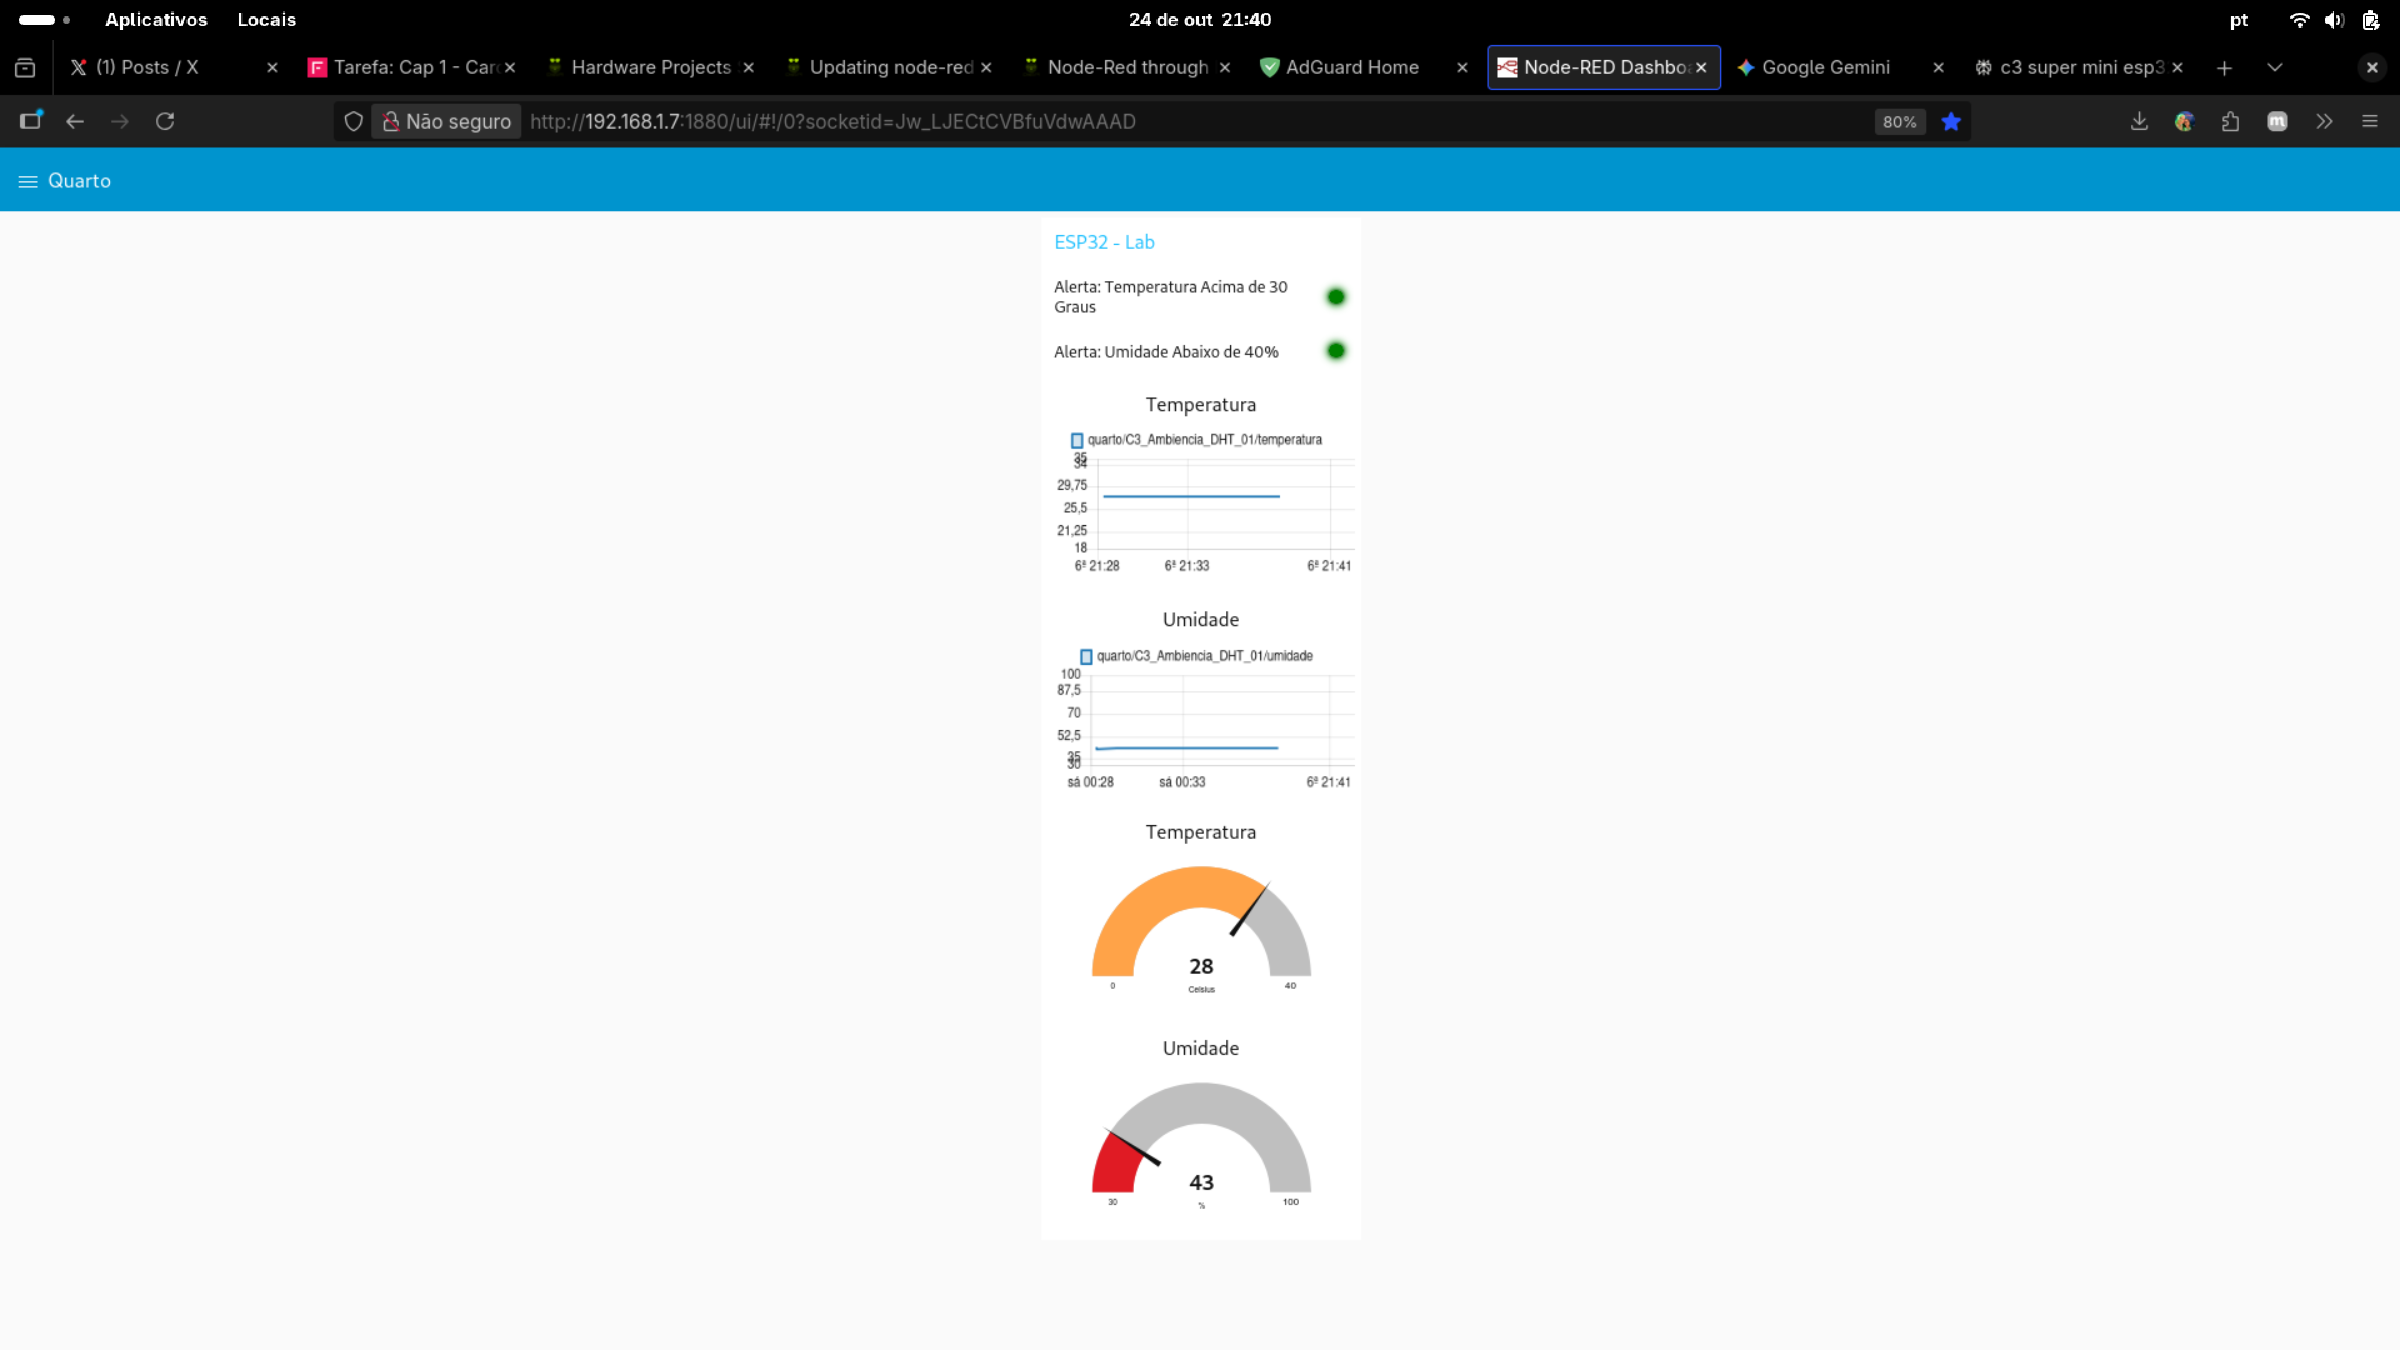 Aplicativos Locais 24 de out 21:40 pt
(1) Posts / X Tarefa: Cap 1 - Car Hardware Projects Updating node-red Node-Red through AdGuard Home Node-RED Dashbo Google Gemini c3 super mini esp3
Não seguro http://192.168.1.7:1880/ui/#!/0?socketid=Jw_LJECtCVBfuVdwAAAD 80%
Quarto
ESP32 - Lab
Alerta: Temperatura Acima de 30
Graus
Alerta: Umidade Abaixo de 40%
Temperatura
quarto/C3_Ambiencia_DHT_01/temperatura
35
34
29,75
25,5
21,25
18
6ª 21:28 6ª 21:33 6ª 21:41
Umidade
quarto/C3_Ambiencia_DHT_01/umidade
100
87,5
70
52,5
35
30
sá 00:28 sá 00:33 6ª 21:41
Temperatura
28
0 Celsius 40
Umidade
43
30 % 100